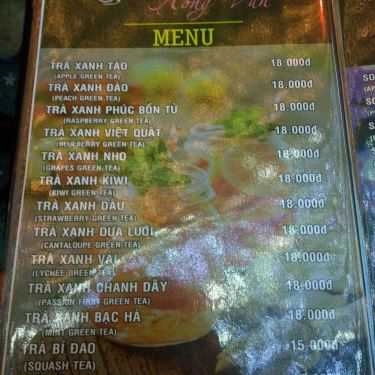 Hồng Vân
MENU
TRÀ XANH TÁO 18.000đ
(APPLE GREEN TEA)
TRÀ XANH ĐÀO 18.000đ
(PEACH GREEN TEA)
TRÀ XANH PHÚC BỒN TỬ 18.000đ
(RASPBERRY GREEN TEA)
TRÀ XANH VIỆT QUẤT 18.000đ
(BLUEBERRY GREEN TEA)
TRÀ XANH NHO 18.000đ
(GRAPES GREEN TEA)
TRÀ XANH KIWI 18.000đ
(KIWI GREEN TEA)
TRÀ XANH DÂU 18.000đ
(STRAWBERRY GREEN TEA)
TRÀ XANH DƯA LƯỚI 18.000đ
(CANTALOUPE GREEN TEA)
TRÀ XANH VẢI 18.000đ
(LYCHEE GREEN TEA)
TRÀ XANH CHANH DÂY 18.000đ
(PASSION FRUIT GREEN TEA)
TRÀ XANH BẠC HÀ 18.000đ
(MINT GREEN TEA)
TRÀ BÍ ĐAO 15.000đ
(SQUASH TEA)